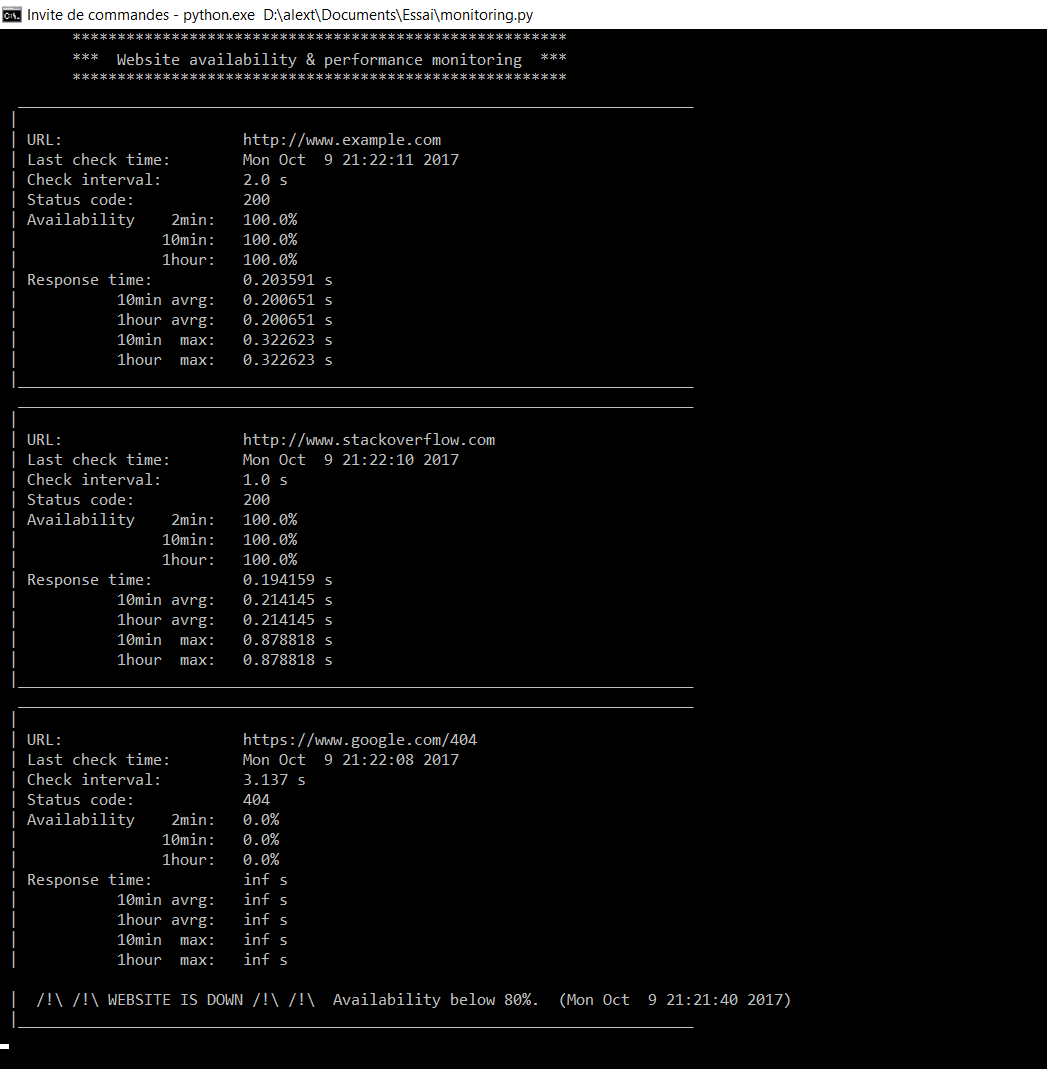 Invite de commandes - python.exe  D:\alext\Documents\Essai\monitoring.py
*******************************************************
***  Website availability & performance monitoring  ***
*******************************************************
URL:                    http://www.example.com
Last check time:        Mon Oct  9 21:22:11 2017
Check interval:         2.0 s
Status code:            200
Availability    2min:   100.0%
10min:   100.0%
1hour:   100.0%
Response time:          0.203591 s
10min avrg:   0.200651 s
1hour avrg:   0.200651 s
10min  max:   0.322623 s
1hour  max:   0.322623 s
URL:                    http://www.stackoverflow.com
Last check time:        Mon Oct  9 21:22:10 2017
Check interval:         1.0 s
Status code:            200
Availability    2min:   100.0%
10min:   100.0%
1hour:   100.0%
Response time:          0.194159 s
10min avrg:   0.214145 s
1hour avrg:   0.214145 s
10min  max:   0.878818 s
1hour  max:   0.878818 s
URL:                    https://www.google.com/404
Last check time:        Mon Oct  9 21:22:08 2017
Check interval:         3.137 s
Status code:            404
Availability    2min:   0.0%
10min:   0.0%
1hour:   0.0%
Response time:          inf s
10min avrg:   inf s
1hour avrg:   inf s
10min  max:   inf s
1hour  max:   inf s
/!\ /!\ WEBSITE IS DOWN /!\ /!\  Availability below 80%.  (Mon Oct  9 21:21:40 2017)